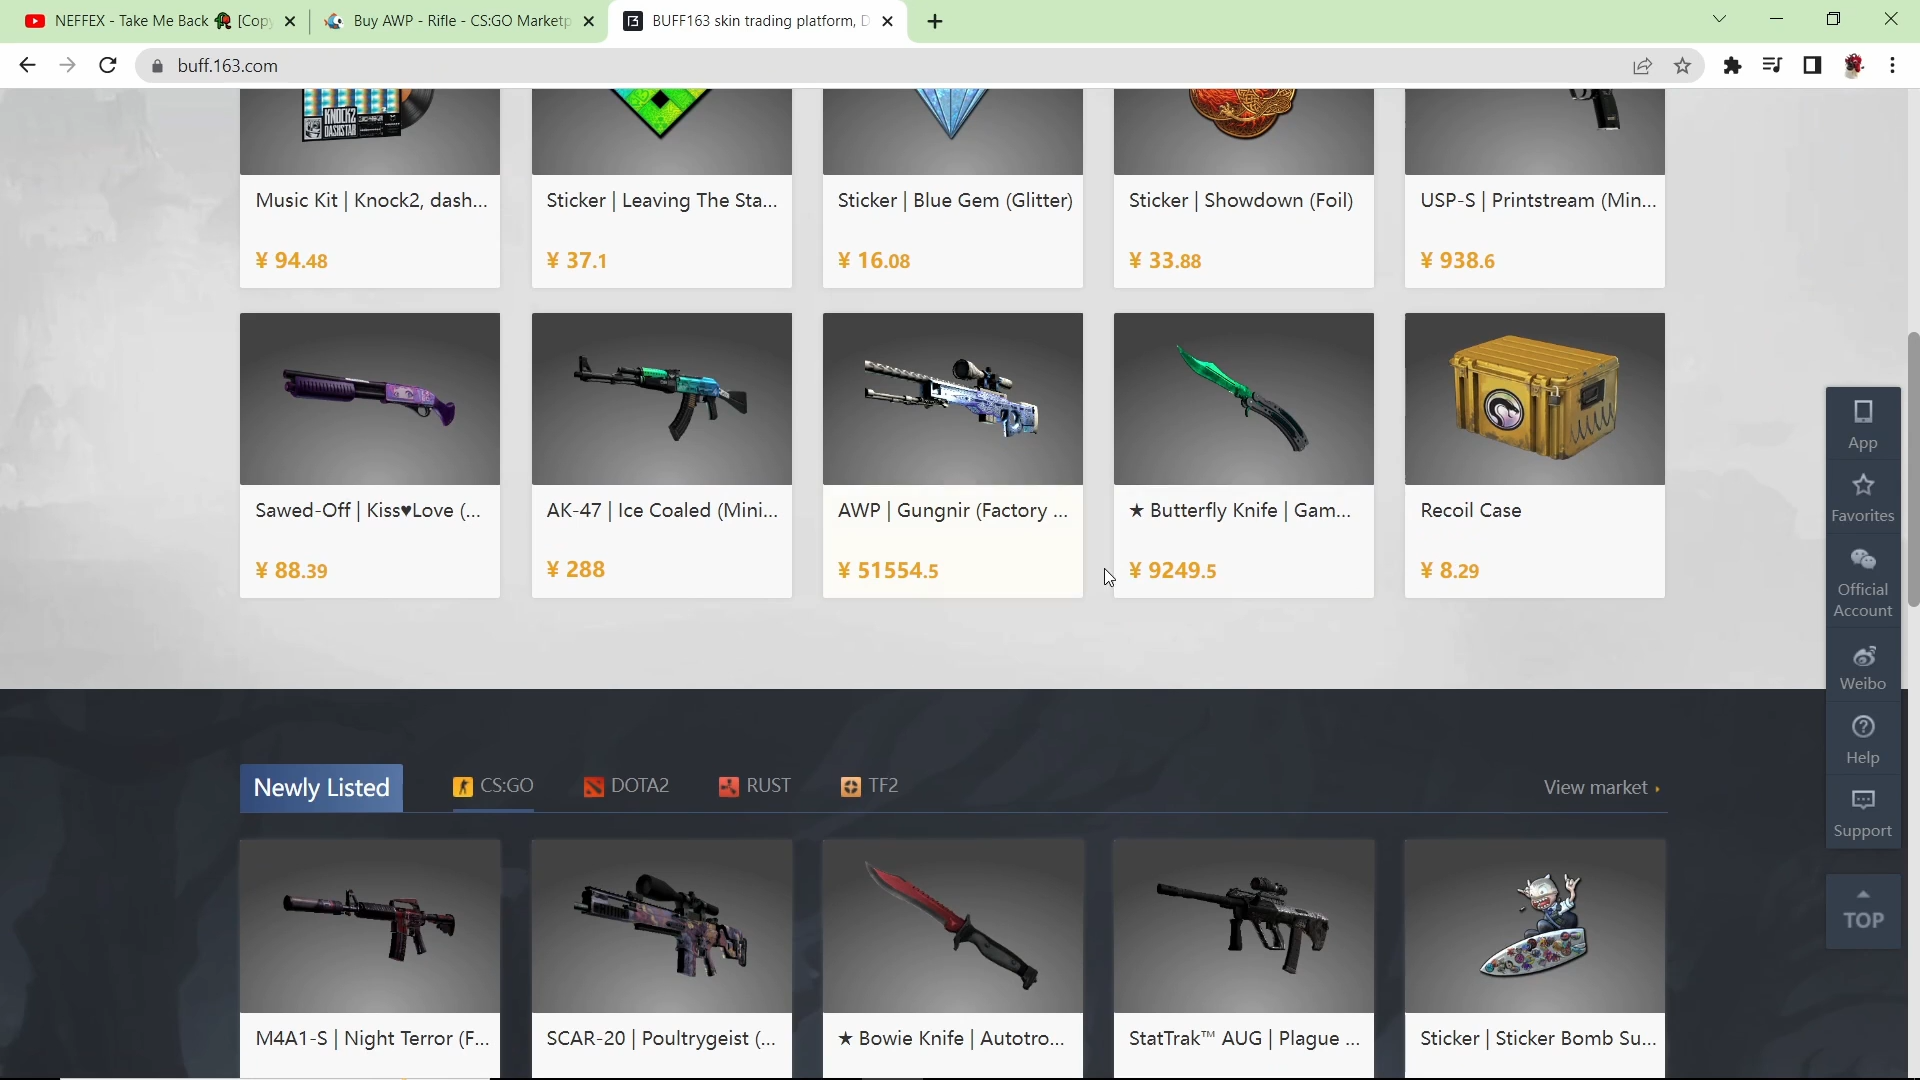 NEFFEX - Take Me Back 🥀 [Cop
Buy AWP - Rifle - CS:GO Marketp
BUFF163 skin trading platform, D
buff.163.com
KNOCK2
DASHSTAR
Music Kit | Knock2, dash...
Sticker | Leaving The Sta...
Sticker | Blue Gem (Glitter)
Sticker | Showdown (Foil)
USP-S | Printstream (Min...
¥ 94.48
¥ 37.1
¥ 16.08
¥ 33.88
¥ 938.6
Sawed-Off | Kiss♥Love (...
AK-47 | Ice Coaled (Mini...
AWP | Gungnir (Factory ...
★ Butterfly Knife | Gam...
Recoil Case
¥ 88.39
¥ 288
¥ 51554.5
¥ 9249.5
¥ 8.29
App
Favorites
Official
Account
Weibo
Help
Support
TOP
Newly Listed
CS:GO
DOTA2
RUST
TF2
View market
M4A1-S | Night Terror (F...
SCAR-20 | Poultrygeist (...
★ Bowie Knife | Autotro...
StatTrak™ AUG | Plague ...
Sticker | Sticker Bomb Su...